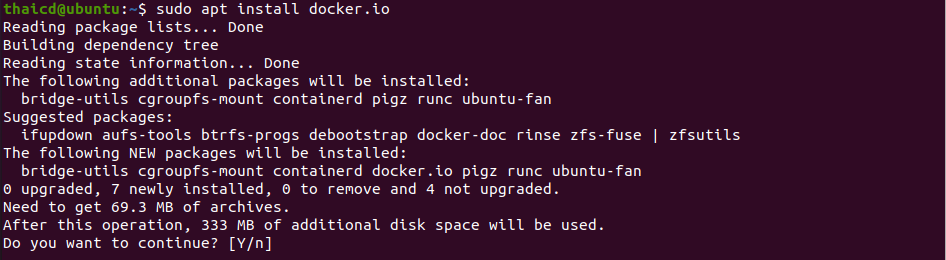 thaicd@ubuntu:~$ sudo apt install docker.io
Reading package lists... Done
Building dependency tree
Reading state information... Done
The following additional packages will be installed:
  bridge-utils cgroupfs-mount containerd pigz runc ubuntu-fan
Suggested packages:
  ifupdown aufs-tools btrfs-progs debootstrap docker-doc rinse zfs-fuse | zfsutils
The following NEW packages will be installed:
  bridge-utils cgroupfs-mount containerd docker.io pigz runc ubuntu-fan
0 upgraded, 7 newly installed, 0 to remove and 4 not upgraded.
Need to get 69.3 MB of archives.
After this operation, 333 MB of additional disk space will be used.
Do you want to continue? [Y/n]